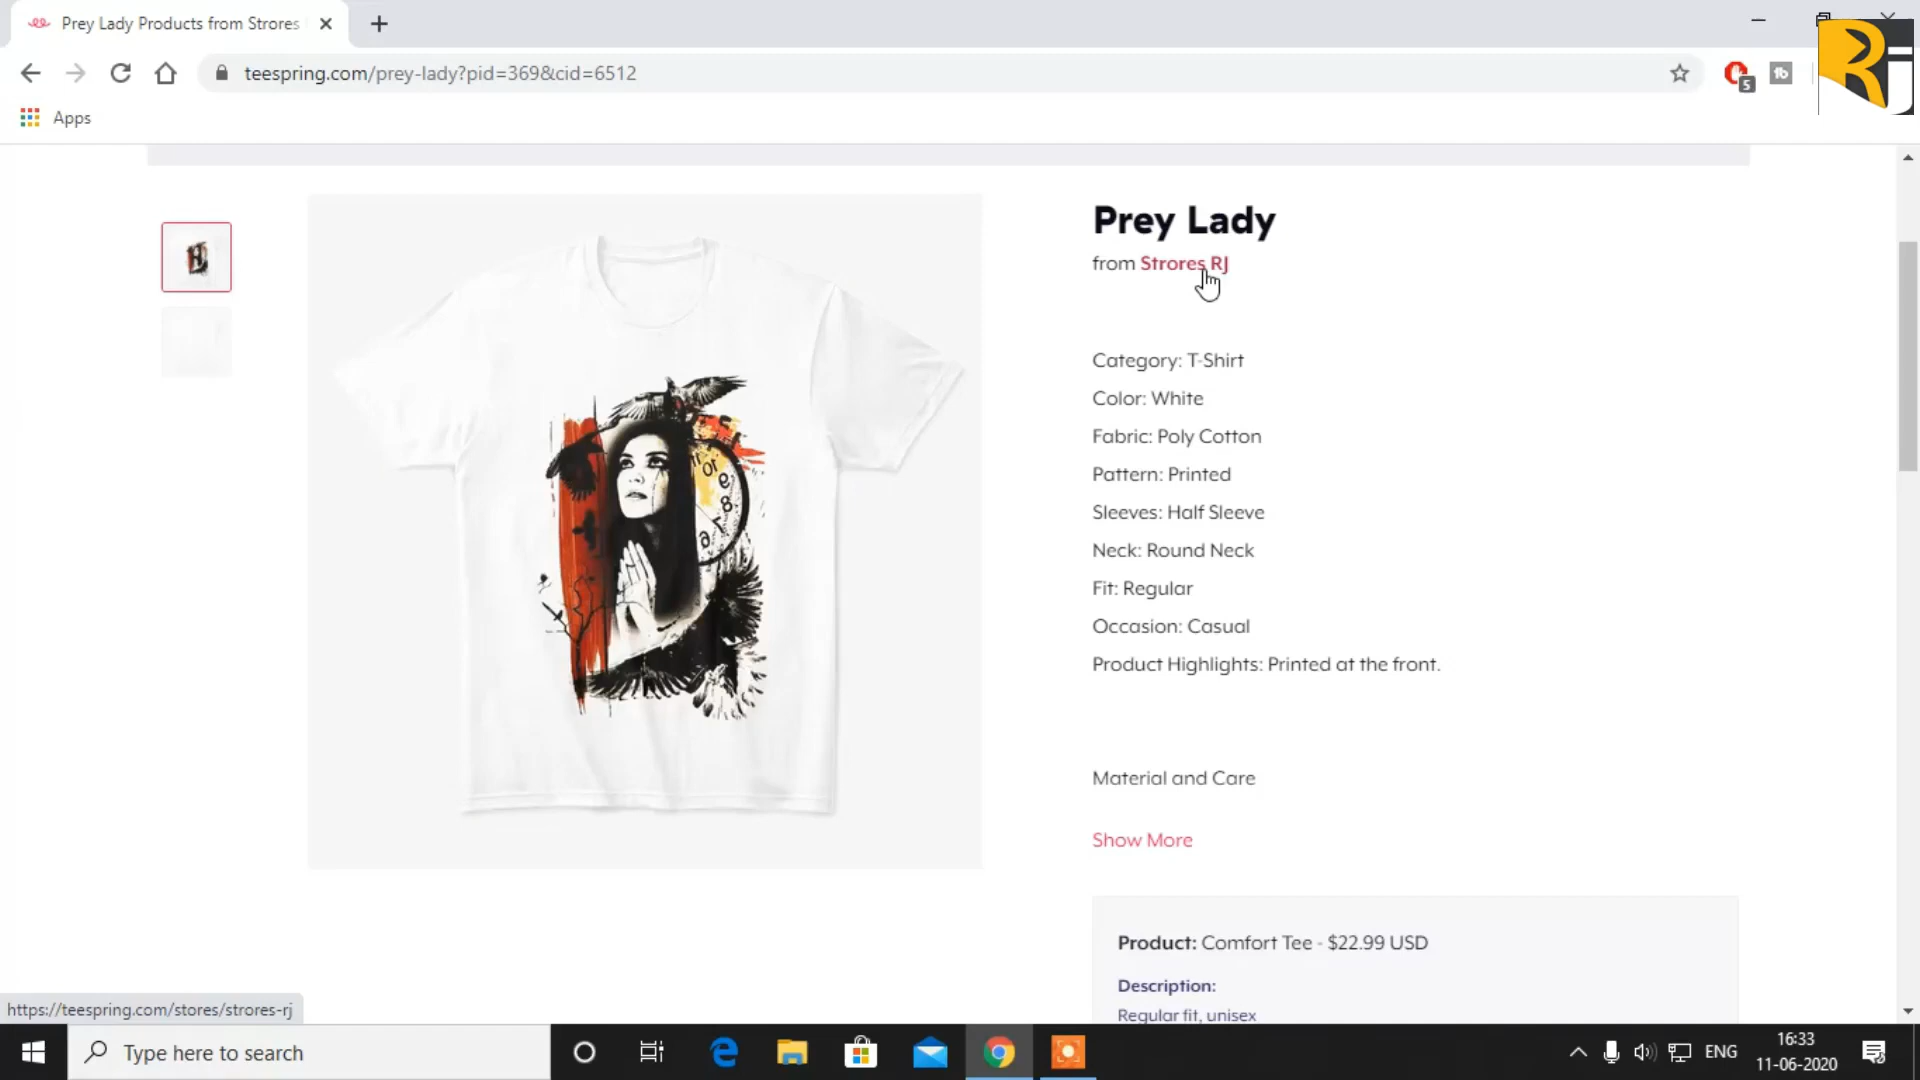 Prey Lady Products from Strores
teespring.com/prey-lady?pid=369&cid=6512
5
tb
RJ
Apps
Prey Lady
from Strores RJ
Category: T-Shirt
Color: White
Fabric: Poly Cotton
Pattern: Printed
Sleeves: Half Sleeve
Neck: Round Neck
Fit: Regular
Occasion: Casual
Product Highlights: Printed at the front.
Material and Care
Show More
Product: Comfort Tee - $22.99 USD
Description:
Regular fit, unisex
https://teespring.com/stores/strores-rj
Type here to search
ENG
16:33
11-06-2020